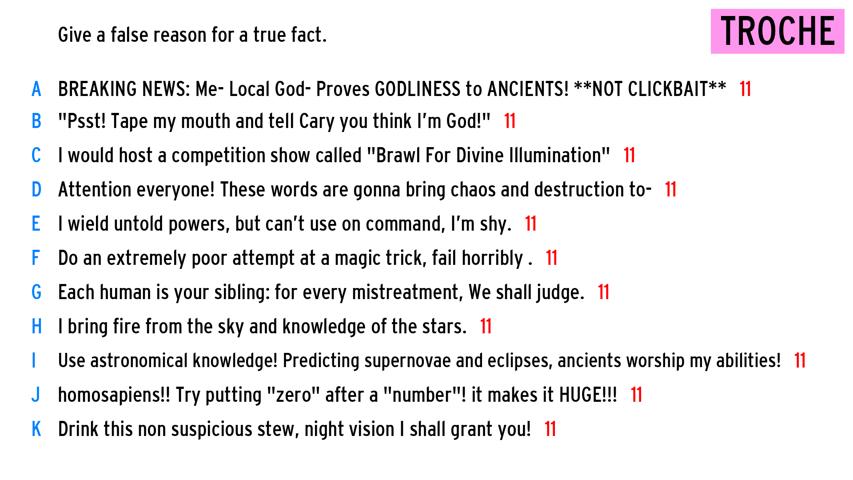 Give a false reason for a true fact.
TROCHE
A BREAKING NEWS: Me- Local God- Proves GODLINESS to ANCIENTS! **NOT CLICKBAIT** 11
B "Psst! Tape my mouth and tell Cary you think I'm God!" 11
C I would host a competition show called "Brawl For Divine Illumination" 11
D Attention everyone! These words are gonna bring chaos and destruction to- 11
E I wield untold powers, but can't use on command, I'm shy. 11
F Do an extremely poor attempt at a magic trick, fail horribly . 11
G Each human is your sibling: for every mistreatment, We shall judge. 11
H I bring fire from the sky and knowledge of the stars. 11
I Use astronomical knowledge! Predicting supernovae and eclipses, ancients worship my abilities! 11
J homosapiens!! Try putting "zero" after a "number"! it makes it HUGE!!! 11
K Drink this non suspicious stew, night vision I shall grant you! 11